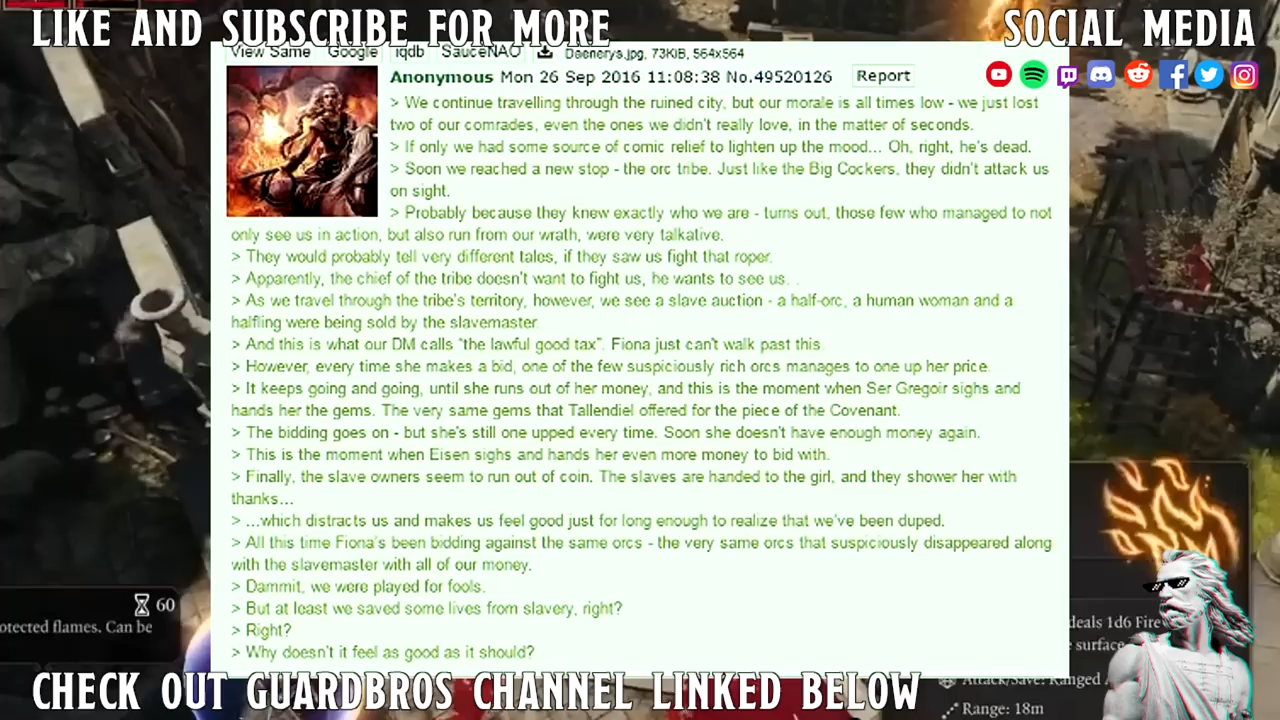 LIKE AND SUBSCRIBE FOR MORE
SOCIAL MEDIA
View Same Google iqdb SauceNAO Daenerys.jpg, 73KiB, 564x564
Anonymous Mon 26 Sep 2016 11:08:38 No.49520126 Report
> We continue travelling through the ruined city, but our morale is all times low - we just lost
two of our comrades, even the ones we didn't really love, in the matter of seconds.
> If only we had some source of comic relief to lighten up the mood... Oh, right, he's dead.
> Soon we reached a new stop - the orc tribe. Just like the Big Cockers, they didn't attack us
on sight.
> Probably because they knew exactly who we are - turns out, those few who managed to not
only see us in action, but also run from our wrath, were very talkative.
> They would probably tell very different tales, if they saw us fight that roper.
> Apparently, the chief of the tribe doesn't want to fight us, he wants to see us. .
> As we travel through the tribe's territory, however, we see a slave auction - a half-orc, a human woman and a
halfling were being sold by the slavemaster.
> And this is what our DM calls "the lawful good tax". Fiona just can't walk past this.
> However, every time she makes a bid, one of the few suspiciously rich orcs manages to one up her price.
> It keeps going and going, until she runs out of her money, and this is the moment when Ser Gregoir sighs and
hands her the gems. The very same gems that Tallendiel offered for the piece of the Covenant.
> The bidding goes on - but she's still one upped every time. Soon she doesn't have enough money again.
> This is the moment when Eisen sighs and hands her even more money to bid with.
> Finally, the slave owners seem to run out of coin. The slaves are handed to the girl, and they shower her with
thanks...
> ...which distracts us and makes us feel good just for long enough to realize that we've been duped.
> All this time Fiona's been bidding against the same orcs - the very same orcs that suspiciously disappeared along
with the slavemaster with all of our money.
> Dammit, we were played for fools.
> But at least we saved some lives from slavery, right?
> Right?
> Why doesn't it feel as good as it should?
60
otected flames. Can be
deals 1d6 Fire
surface
Attack/Save: Ranged
Range: 18m
CHECK OUT GUARDBROS CHANNEL LINKED BELOW